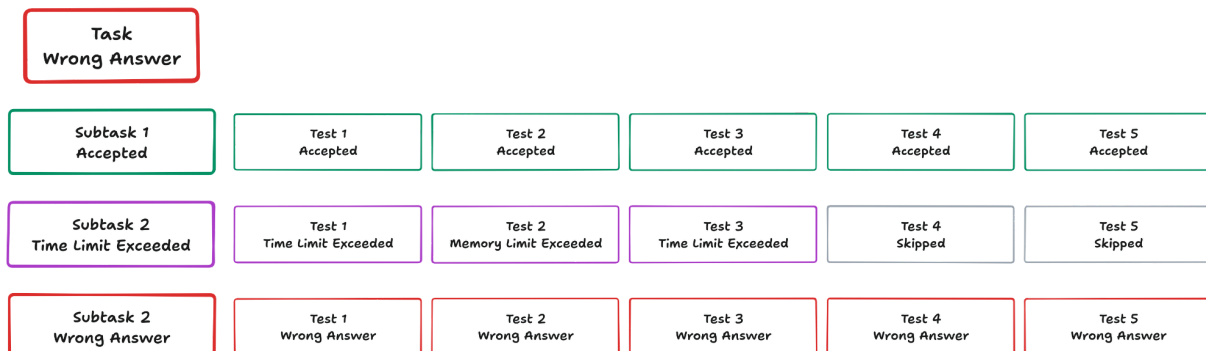 Task
Wrong Answer
Subtask 1
Accepted
Test 1
Accepted
Test 2
Accepted
Test 3
Accepted
Test 4
Accepted
Test 5
Accepted
Subtask 2
Time Limit Exceeded
Test 1
Time Limit Exceeded
Test 2
Memory Limit Exceeded
Test 3
Time Limit Exceeded
Test 4
Skipped
Test 5
Skipped
Subtask 2
Wrong Answer
Test 1
Wrong Answer
Test 2
Wrong Answer
Test 3
Wrong Answer
Test 4
Wrong Answer
Test 5
Wrong Answer